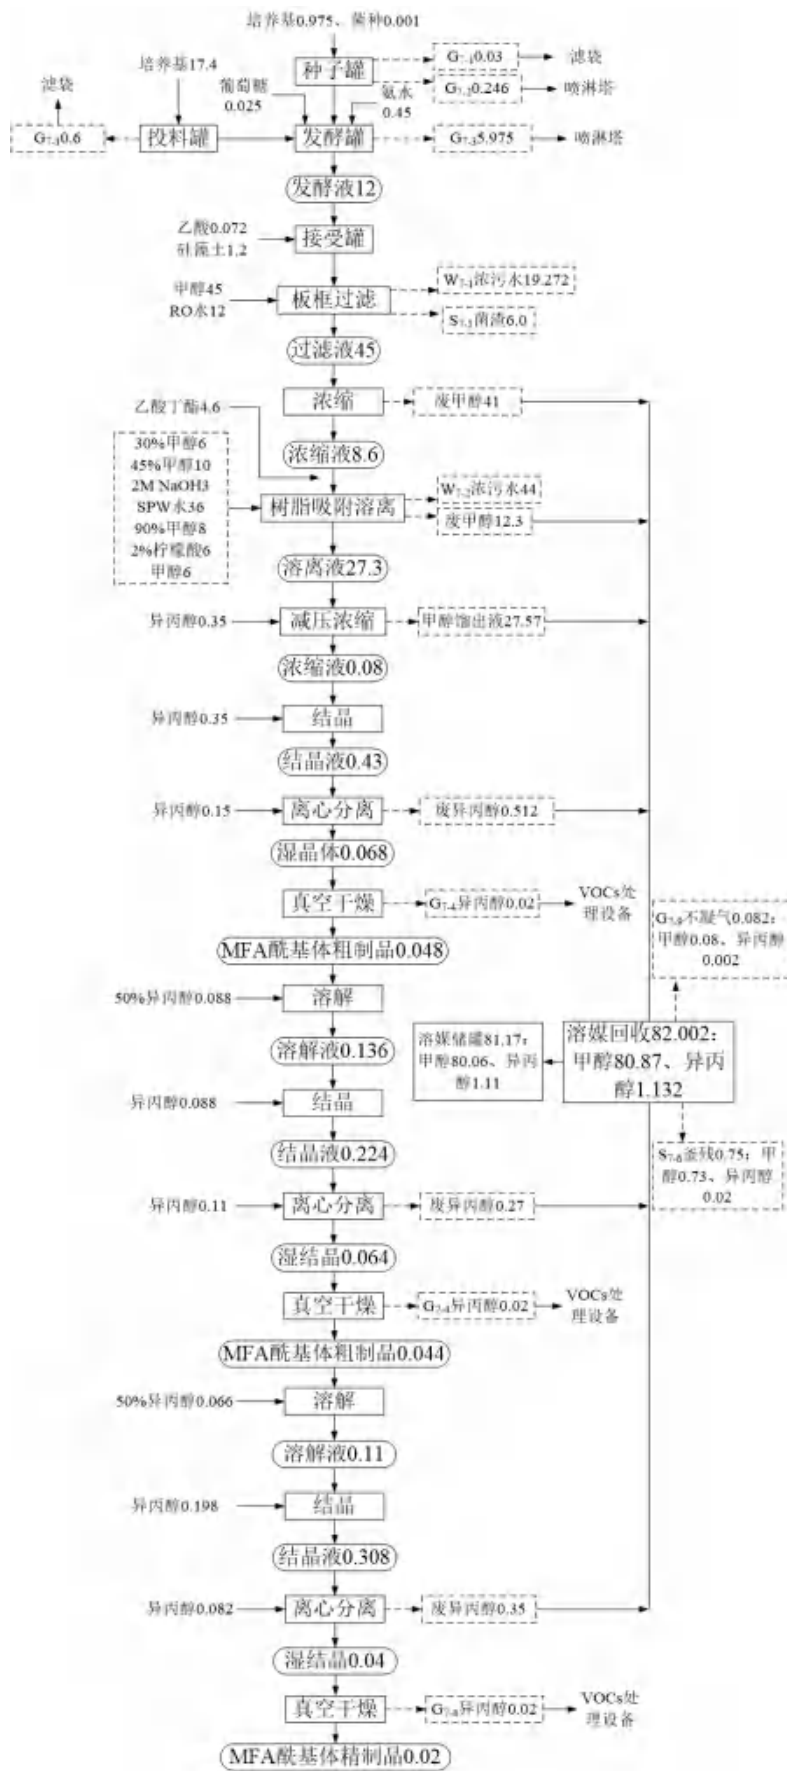 培养基0.975、菌种0.001
种子罐
G₇₋₁0.03
滤袋
G₇₋₂0.246
喷淋塔
培养基17.4
葡萄糖
0.025
氨水
0.45
滤袋
G₇₋₃0.6
投料罐
发酵罐
G₇₋₃5.975
喷淋塔
发酵液12
乙酸0.072
硅藻土1.2
接受罐
甲醇45
RO水12
板框过滤
W₇₋₁浓污水19.272
S₇₋₁菌渣6.0
过滤液45
浓缩
废甲醇41
乙酸丁酯4.6
浓缩液8.6
30%甲醇6
45%甲醇10
2M NaOH3
SPW水36
90%甲醇8
2%柠檬酸6
甲醇6
树脂吸附溶离
W₇₋₂浓污水44
废甲醇12.3
溶离液27.3
异丙醇0.35
减压浓缩
甲醇馏出液27.57
浓缩液0.08
异丙醇0.35
结晶
结晶液0.43
异丙醇0.15
离心分离
废异丙醇0.512
湿晶体0.068
真空干燥
G₇₋₄异丙醇0.02
VOCs处
理设备
MFA酰基体粗制品0.048
G₇₋₉不凝气0.082:
甲醇0.08、异丙醇
0.002
50%异丙醇0.088
溶解
溶解液0.136
溶媒储罐81.17:
甲醇80.06、异丙
醇1.11
溶媒回收82.002:
甲醇80.87、异丙
醇1.132
异丙醇0.088
结晶
结晶液0.224
S₇₋₆釜残0.75: 甲
醇0.73、异丙醇
0.02
异丙醇0.11
离心分离
废异丙醇0.27
湿结晶0.064
真空干燥
G₇₋₄异丙醇0.02
VOCs处
理设备
MFA酰基体粗制品0.044
50%异丙醇0.066
溶解
溶解液0.11
异丙醇0.198
结晶
结晶液0.308
异丙醇0.082
离心分离
废异丙醇0.35
湿结晶0.04
真空干燥
G₇₋₈异丙醇0.02
VOCs处
理设备
MFA酰基体精制品0.02